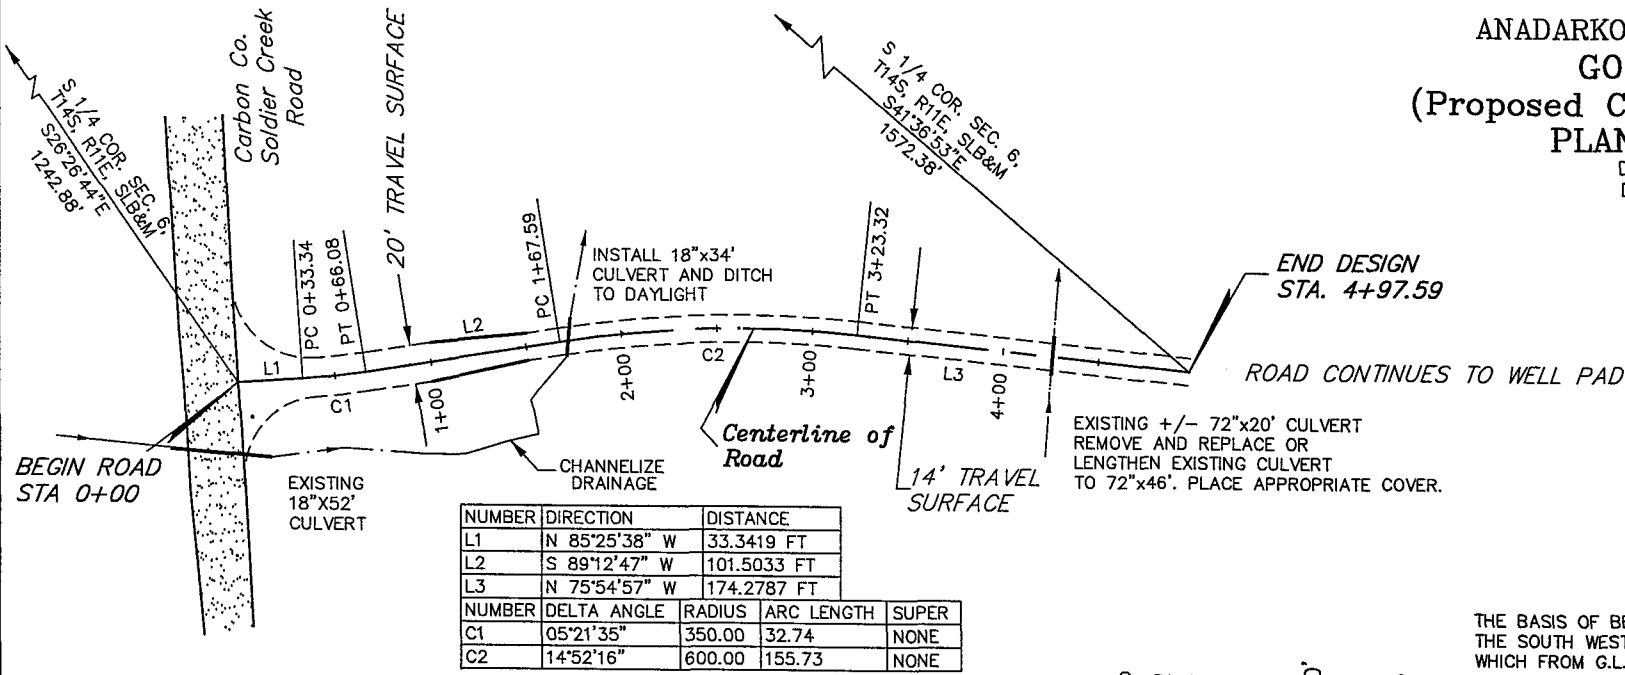 ANADARKO
GO
(Proposed C
PLAN
S 1/4 COR. SEC. 6,
T14S, R11E, SLB&M
S26°26'44"E
1242.88'
Carbon Co.
Soldier Creek
Road
20' TRAVEL SURFACE
S 1/4 COR. SEC. 6,
T14S, R11E, SLB&M
S41°36'53"E
1572.38'
PC 0+33.34
PT 0+66.08
PC 1+67.59
INSTALL 18"x34'
CULVERT AND DITCH
TO DAYLIGHT
PT 3+23.32
END DESIGN
STA. 4+97.59
L1
L2
C1
C2
L3
1+00
2+00
3+00
4+00
ROAD CONTINUES TO WELL PAD
BEGIN ROAD
STA 0+00
EXISTING
18"X52'
CULVERT
CHANNELIZE
DRAINAGE
Centerline of
Road
14' TRAVEL
SURFACE
EXISTING +/- 72"x20' CULVERT
REMOVE AND REPLACE OR
LENGTHEN EXISTING CULVERT
TO 72"x46'. PLACE APPROPRIATE COVER.
NUMBER DIRECTION DISTANCE
L1 N 85°25'38" W 33.3419 FT
L2 S 89°12'47" W 101.5033 FT
L3 N 75°54'57" W 174.2787 FT
NUMBER DELTA ANGLE RADIUS ARC LENGTH SUPER
C1 05°21'35" 350.00 32.74 NONE
C2 14°52'16" 600.00 155.73 NONE
THE BASIS OF BE
THE SOUTH WEST
WHICH FROM G.L.